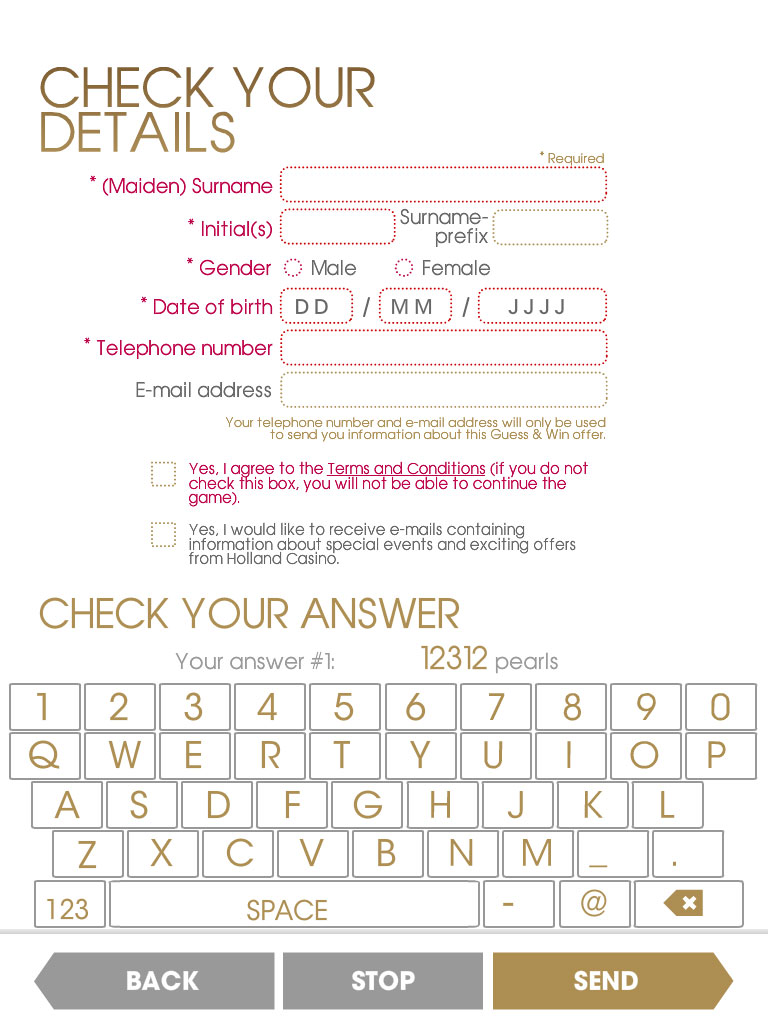 CHECK YOUR
DETAILS
* Required
* (Maiden) Surname
* Initial(s) Surname-
prefix
* Gender Male Female
* Date of birth DD / MM / JJJJ
* Telephone number
E-mail address
Your telephone number and e-mail address will only be used
to send you information about this Guess & Win offer.
Yes, I agree to the Terms and Conditions (if you do not
check this box, you will not be able to continue the
game).
Yes, I would like to receive e-mails containing
information about special events and exciting offers
from Holland Casino.
CHECK YOUR ANSWER
Your answer #1: 12312 pearls
1 2 3 4 5 6 7 8 9 0
Q W E R T Y U I O P
A S D F G H J K L
Z X C V B N M _ .
123 SPACE - @
BACK STOP SEND